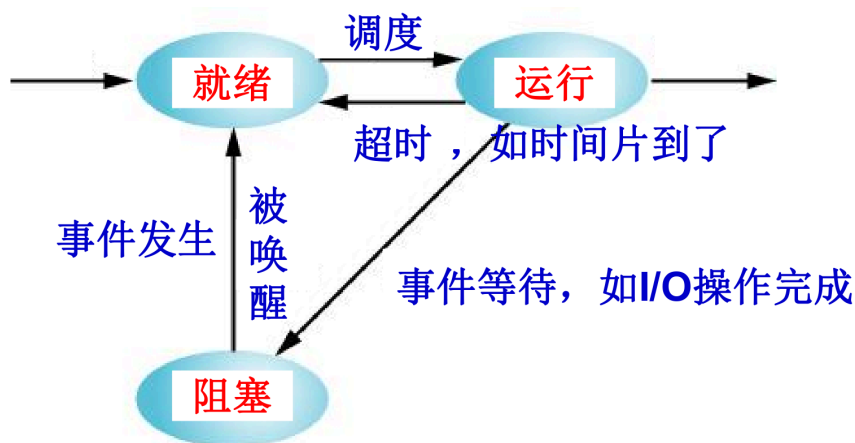 调度
就绪
运行
超时 ，如时间片到了
事件发生
被唤醒
事件等待，如I/O操作完成
阻塞